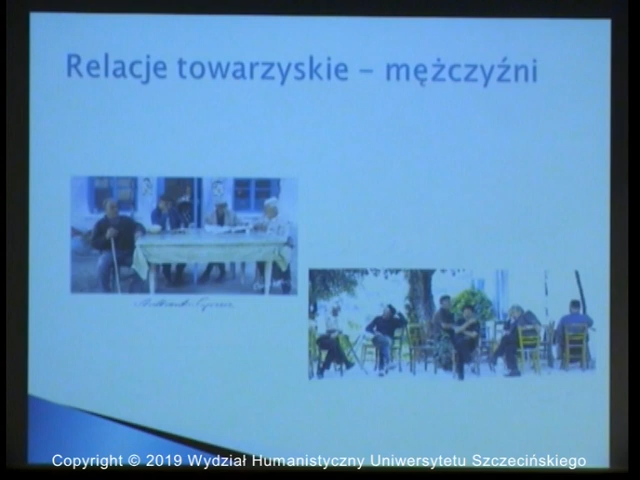 Relacje towarzyskie – mężczyźni
Copyright © 2019 Wydział Humanistyczny Uniwersytetu Szczecińskiego